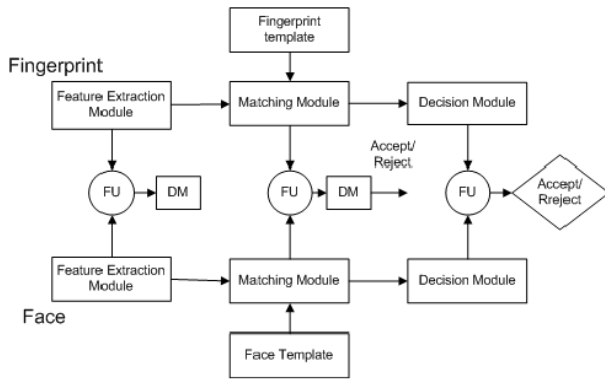 Fingerprint
template
Fingerprint
Feature Extraction
Module
Matching Module
Decision Module
Accept/
Reject
FU
DM
FU
DM
FU
Accept/
Rreject
Feature Extraction
Module
Matching Module
Decision Module
Face
Face Template